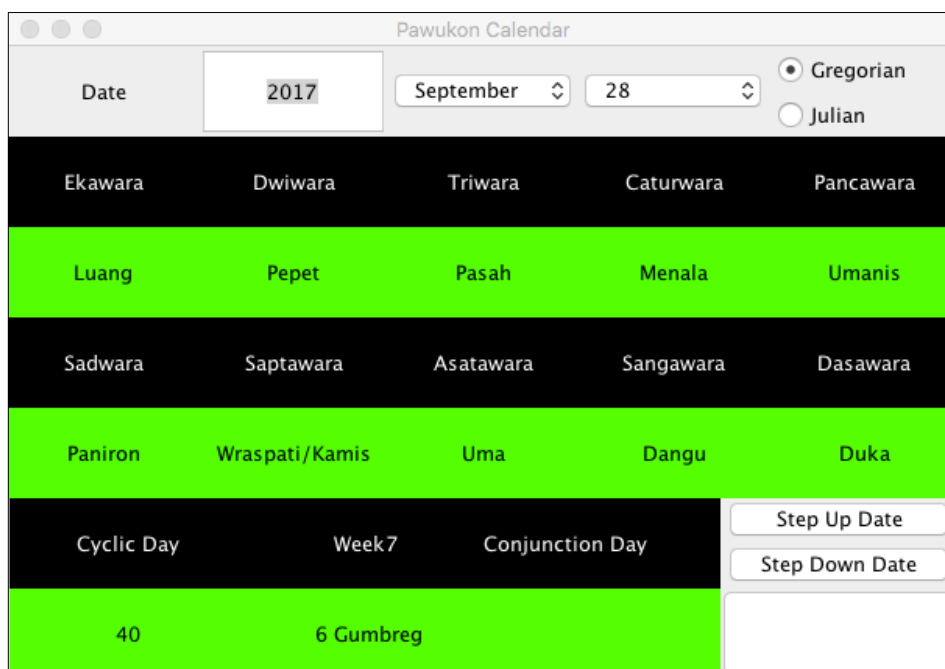 Pawukon Calendar
Date 2017 September 28 Gregorian
Julian
Ekawara Dwiwara Triwara Caturwara Pancawara
Luang Pepet Pasah Menala Umanis
Sadwara Saptawara Asatawara Sangawara Dasawara
Paniron Wraspati/Kamis Uma Dangu Duka
Cyclic Day Week7 Conjunction Day Step Up Date
Step Down Date
40 6 Gumbreg